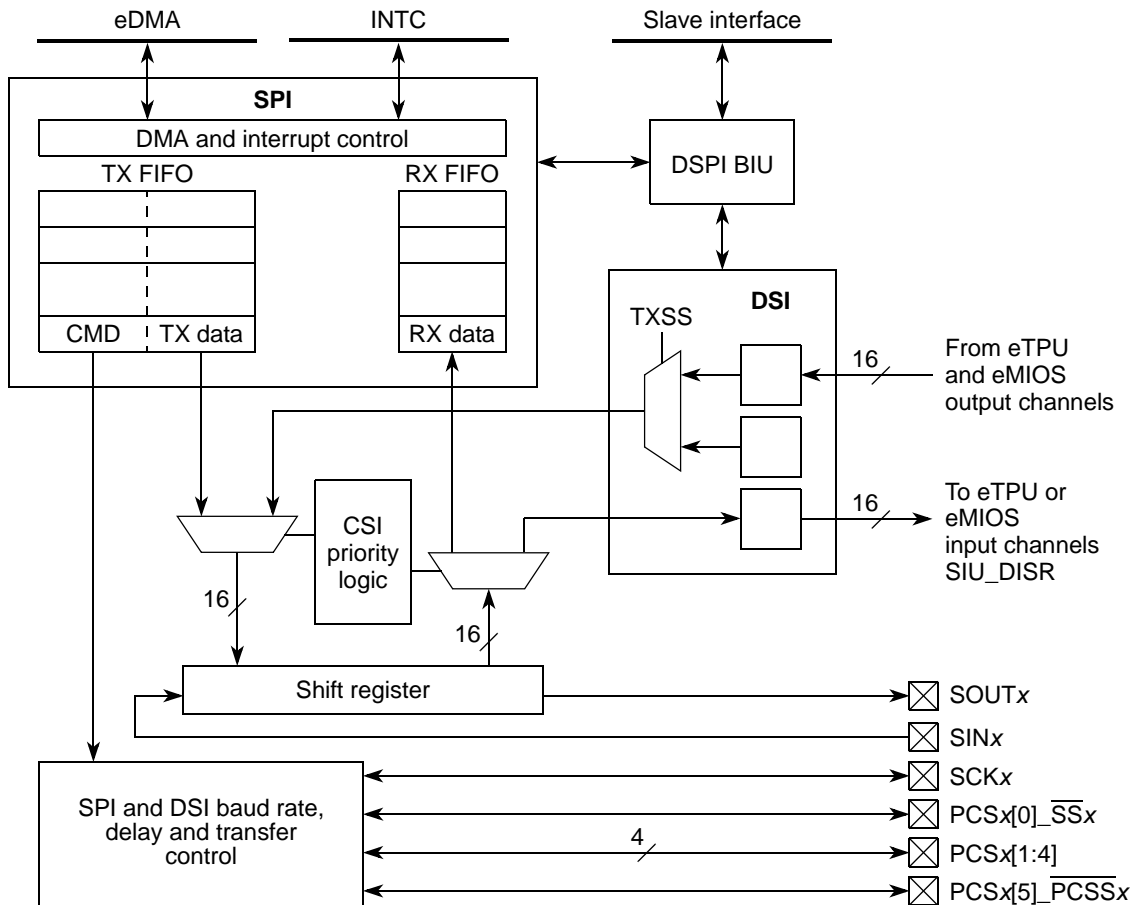 eDMA
INTC
Slave interface
SPI
DMA and interrupt control
TX FIFO
RX FIFO
DSPI BIU
DSI
TXSS
CMD
TX data
RX data
16
From eTPU
and eMIOS
output channels
CSI
priority
logic
16
To eTPU or
eMIOS
input channels
SIU_DISR
16
16
Shift register
SOUTx
SINx
SCKx
SPI and DSI baud rate,
delay and transfer
control
PCSx[0]_S̅S̅x
4
PCSx[1:4]
PCSx[5]_P̅C̅S̅S̅x